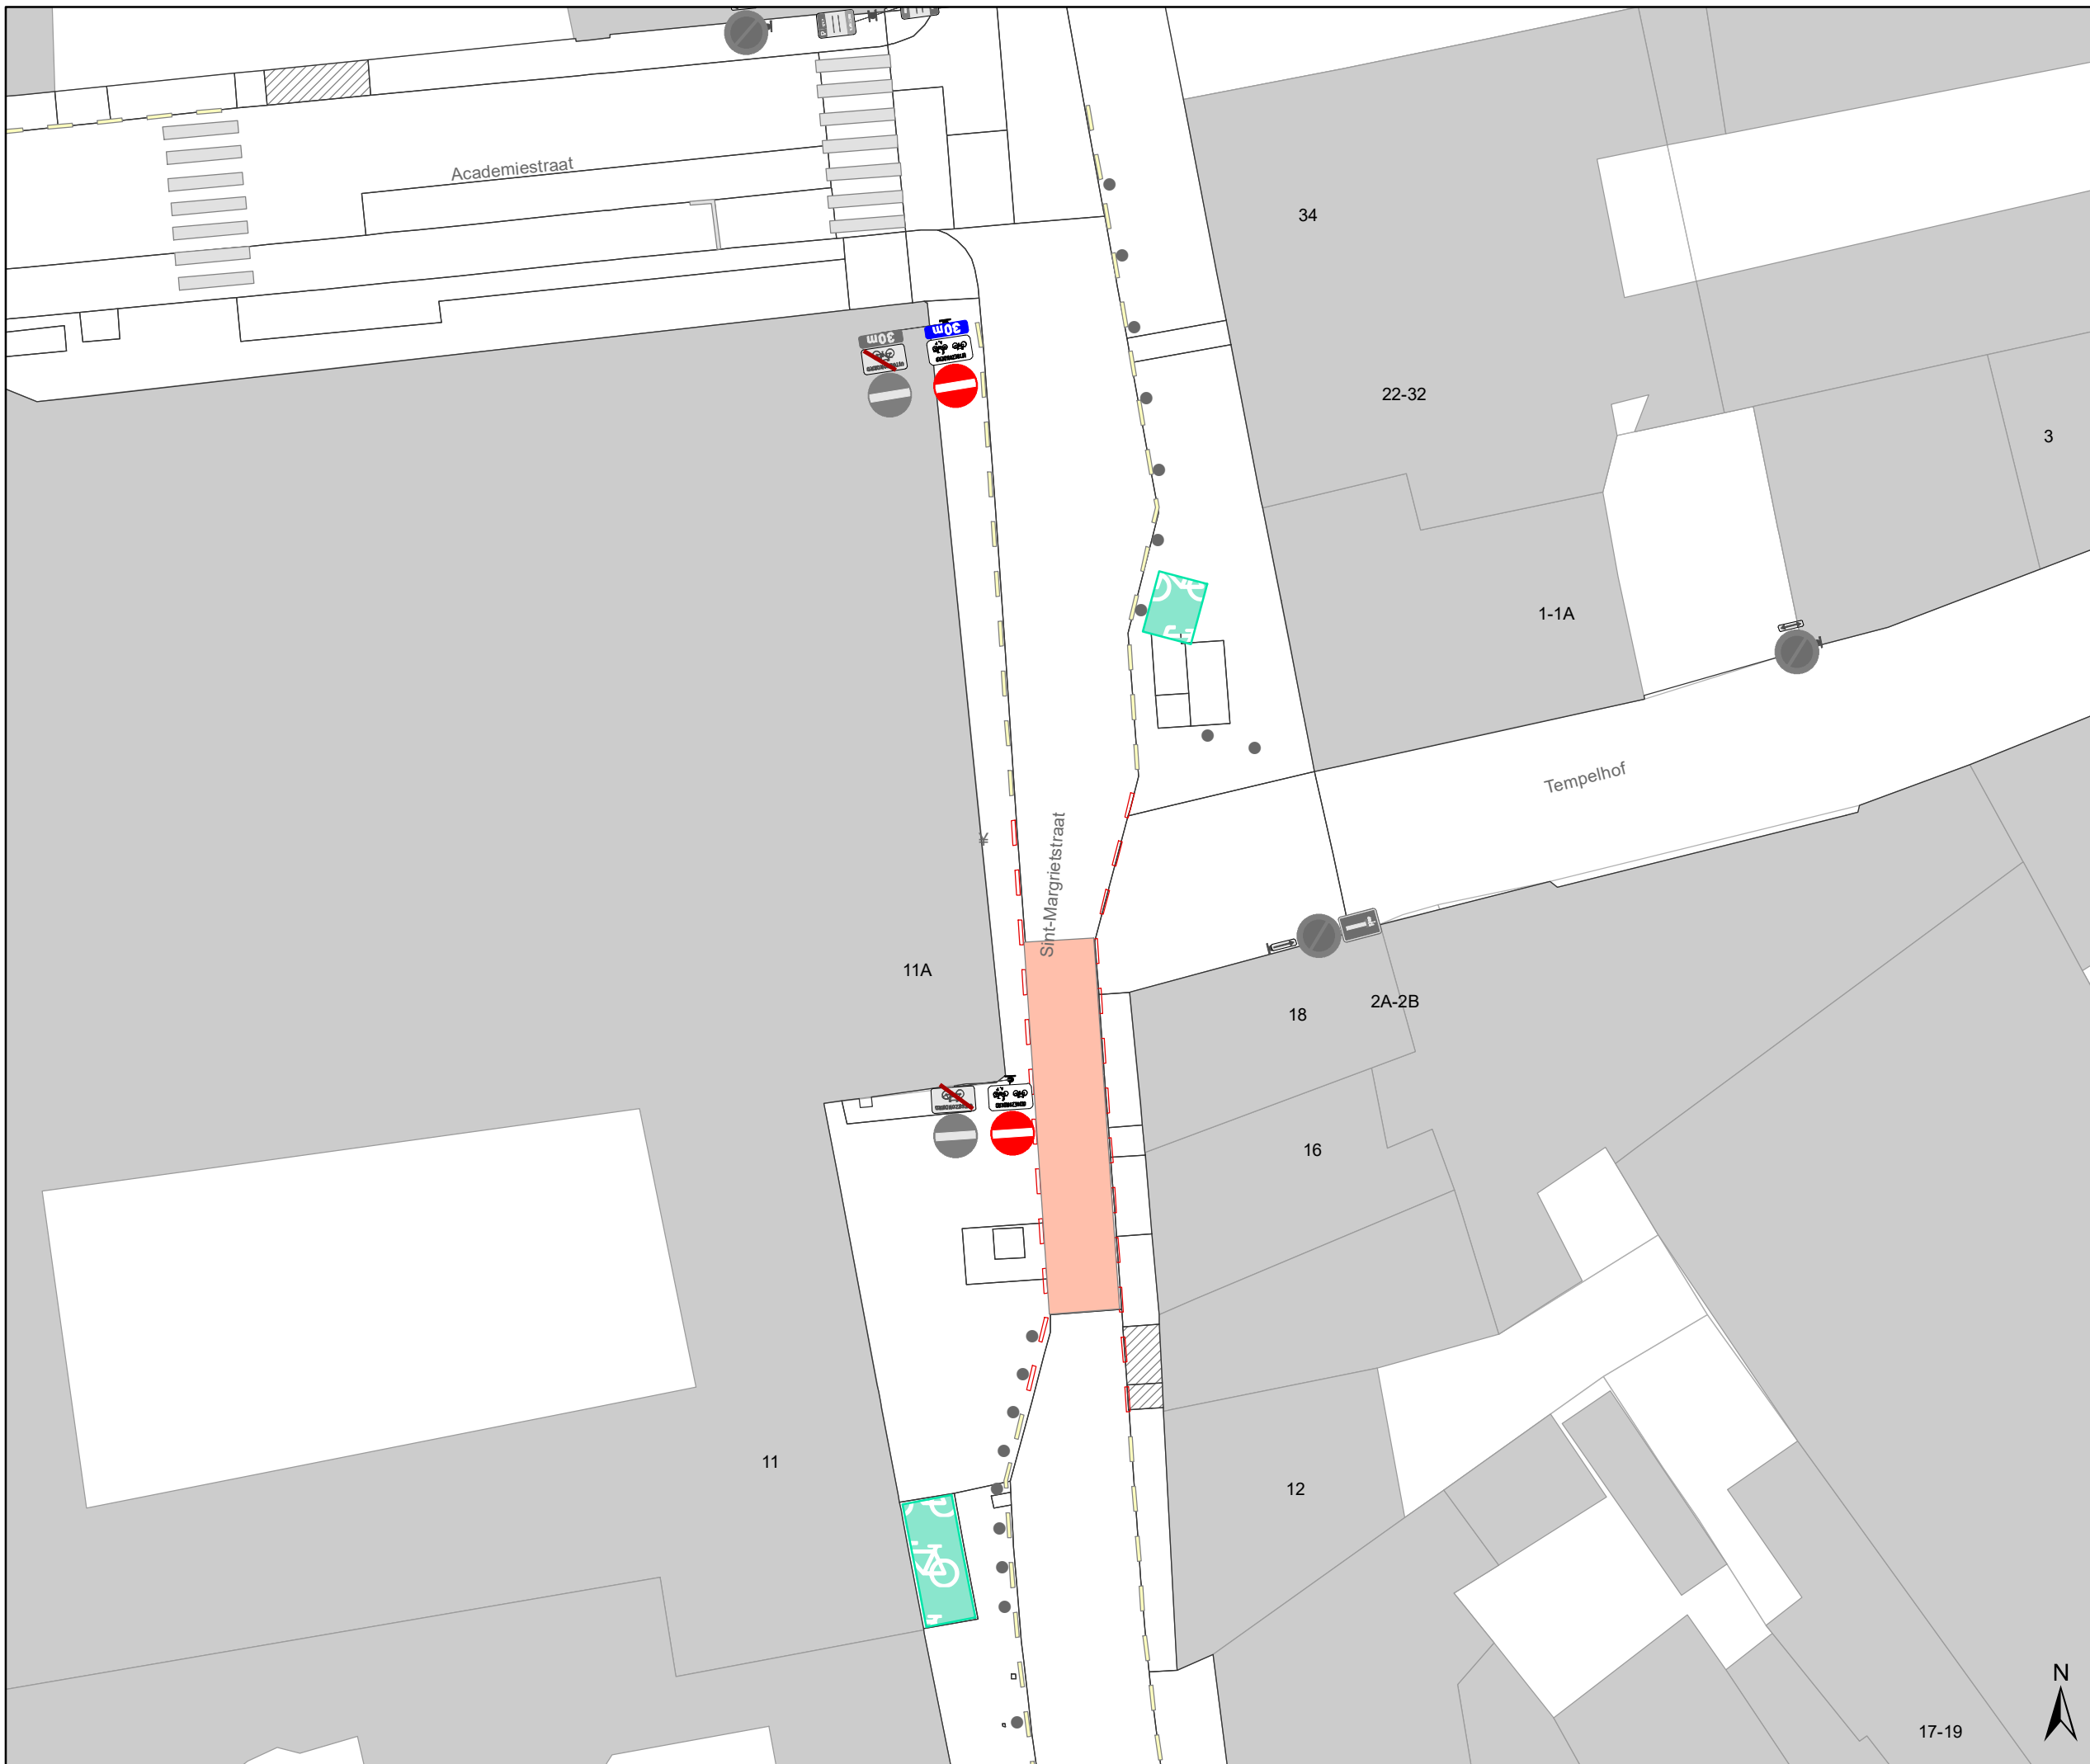 Academiestraat
34
30m
30m
22-32
3
1-1A
Tempelhof
Sint-Margrietstraat
11A
18
2A-2B
16
11
12
N
17-19